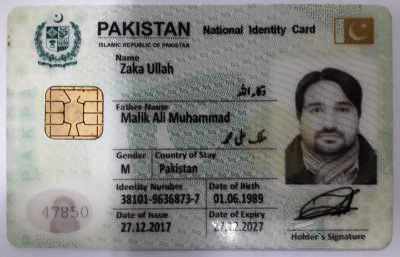 PAKISTAN National Identity Card
ISLAMIC REPUBLIC OF PAKISTAN
Name
Zaka Ullah
ذکاء اللہ
Father Name
Malik Ali Muhammad
ملک علی محمد
Gender Country of Stay
M Pakistan
Identity Number Date of Birth
38101-9636873-7 01.06.1989
47850
Date of Issue Date of Expiry
27.12.2017 27.12.2027
Holder's Signature